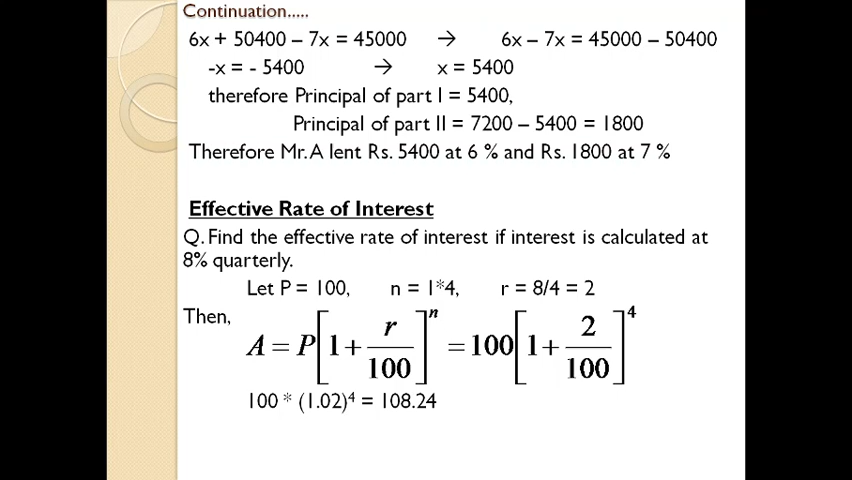 Continuation.....
6x + 50400 – 7x = 45000 → 6x – 7x = 45000 – 50400
-x = - 5400 → x = 5400
therefore Principal of part I = 5400,
Principal of part II = 7200 – 5400 = 1800
Therefore Mr. A lent Rs. 5400 at 6 % and Rs. 1800 at 7 %
Effective Rate of Interest
Q. Find the effective rate of interest if interest is calculated at
8% quarterly.
Let P = 100, n = 1*4, r = 8/4 = 2
Then,
A = P[1 + r/100]^n = 100[1 + 2/100]^4
100 * (1.02)⁴ = 108.24